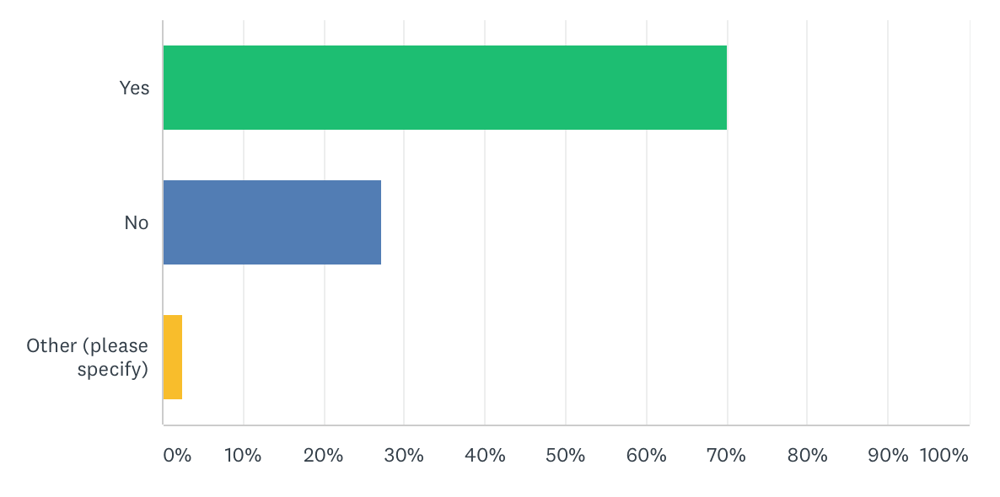 Yes
No
Other (please
specify)
0% 10% 20% 30% 40% 50% 60% 70% 80% 90% 100%